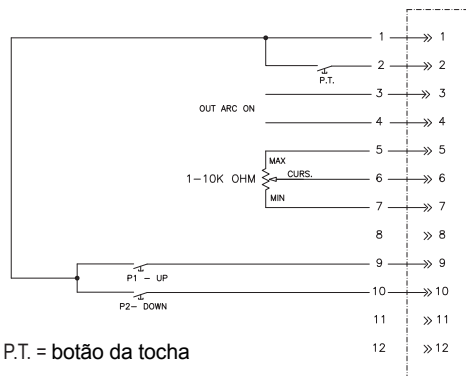 1 1
2 2
P.T.
3 3
OUT ARC ON
4 4
5 5
MAX
1-10K OHM CURS. 6 6
MIN
7 7
8 8
9 9
P1 - UP
10 10
P2- DOWN
11 11
P.T. = botão da tocha
12 12